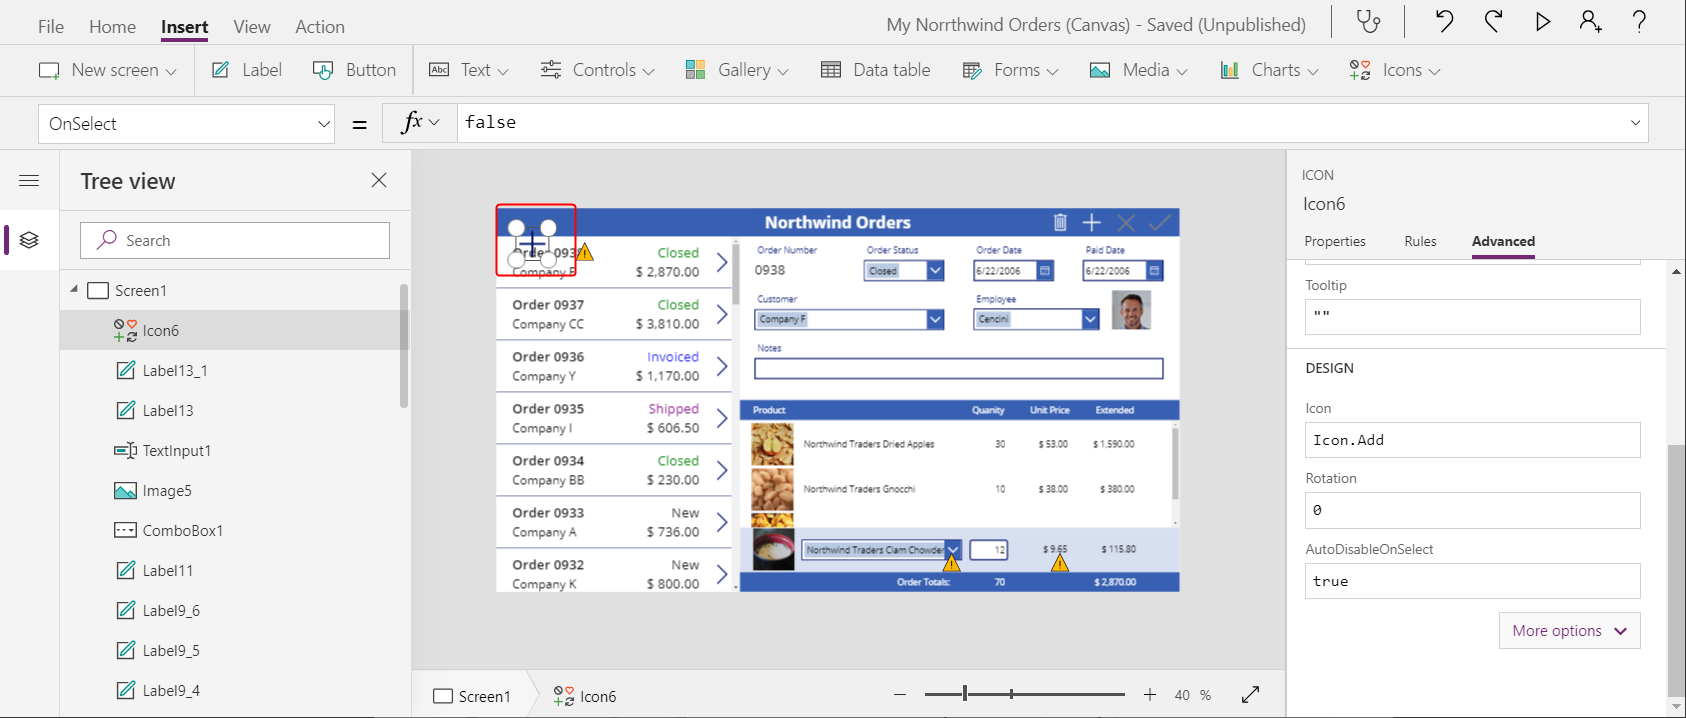 File Home Insert View Action My Norrthwind Orders (Canvas) - Saved (Unpublished) ?
New screen Label Button Abc Text Controls Gallery Data table Forms Media Charts Icons
OnSelect = fx false
Tree view
Search
Screen1
Icon6
Label13_1
Label13
TextInput1
Image5
ComboBox1
Label11
Label9_6
Label9_5
Label9_4
Northwind Orders
Order 0938 Closed
Company F $ 2,870.00
Order 0937 Closed
Company CC $ 3,810.00
Order 0936 Invoiced
Company Y $ 1,170.00
Order 0935 Shipped
Company I $ 606.50
Order 0934 Closed
Company BB $ 230.00
Order 0933 New
Company A $ 736.00
Order 0932 New
Company K $ 800.00
Order Number Order Status Order Date Paid Date
0938 Closed 6/22/2006 6/22/2006
Customer Employee
Company F Cencini
Notes
Product Quanity Unit Price Extended
Northwind Traders Dried Apples 30 $ 53.00 $ 1,590.00
Northwind Traders Gnocchi 10 $ 38.00 $ 380.00
Northwind Traders Clam Chowder 12 $ 9.65 $ 115.80
Order Totals: 70 $ 2,870.00
Screen1 Icon6 40 %
ICON
Icon6
Properties Rules Advanced
Tooltip
""
DESIGN
Icon
Icon.Add
Rotation
0
AutoDisableOnSelect
true
More options